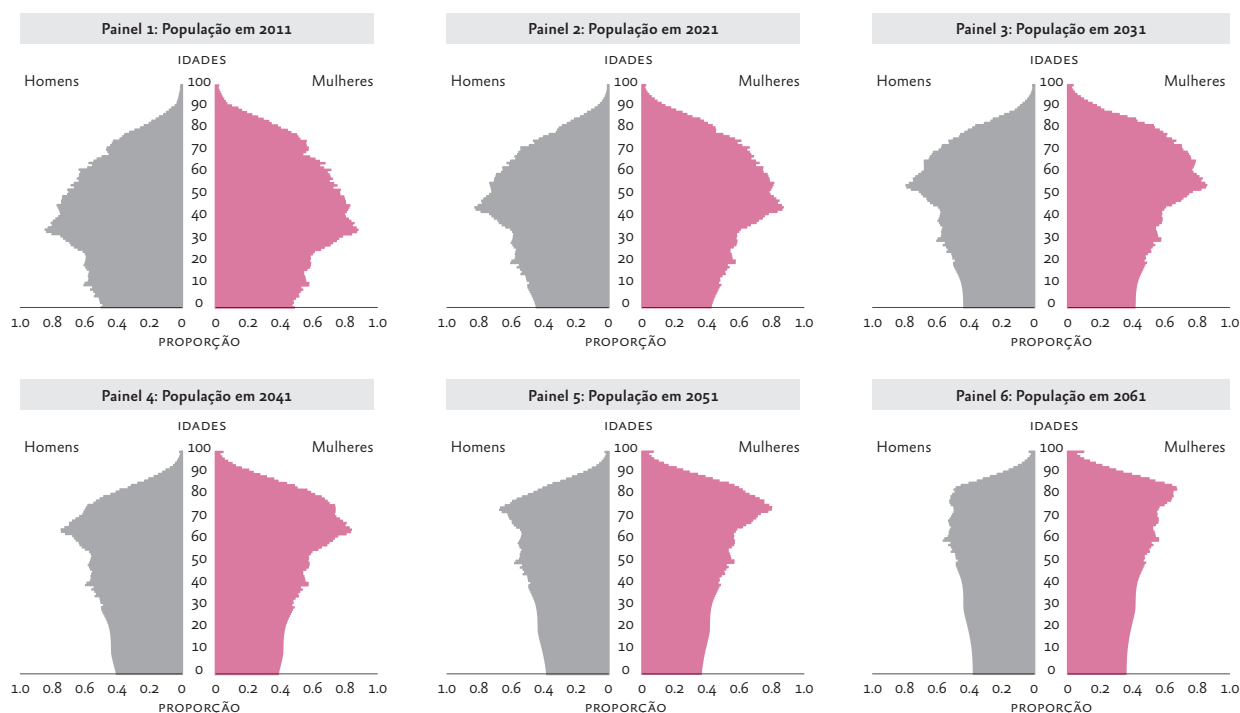 Painel 1: População em 2011
IDADES
Homens
Mulheres
100
90
80
70
60
50
40
30
20
10
0
1.0 0.8 0.6 0.4 0.2 0 0 0.2 0.4 0.6 0.8 1.0
PROPORÇÃO
Painel 2: População em 2021
IDADES
Homens
Mulheres
100
90
80
70
60
50
40
30
20
10
0
1.0 0.8 0.6 0.4 0.2 0 0 0.2 0.4 0.6 0.8 1.0
PROPORÇÃO
Painel 3: População em 2031
IDADES
Homens
Mulheres
100
90
80
70
60
50
40
30
20
10
0
1.0 0.8 0.6 0.4 0.2 0 0 0.2 0.4 0.6 0.8 1.0
PROPORÇÃO
Painel 4: População em 2041
IDADES
Homens
Mulheres
100
90
80
70
60
50
40
30
20
10
0
1.0 0.8 0.6 0.4 0.2 0 0 0.2 0.4 0.6 0.8 1.0
PROPORÇÃO
Painel 5: População em 2051
IDADES
Homens
Mulheres
100
90
80
70
60
50
40
30
20
10
0
1.0 0.8 0.6 0.4 0.2 0 0 0.2 0.4 0.6 0.8 1.0
PROPORÇÃO
Painel 6: População em 2061
IDADES
Homens
Mulheres
100
90
80
70
60
50
40
30
20
10
0
1.0 0.8 0.6 0.4 0.2 0 0 0.2 0.4 0.6 0.8 1.0
PROPORÇÃO